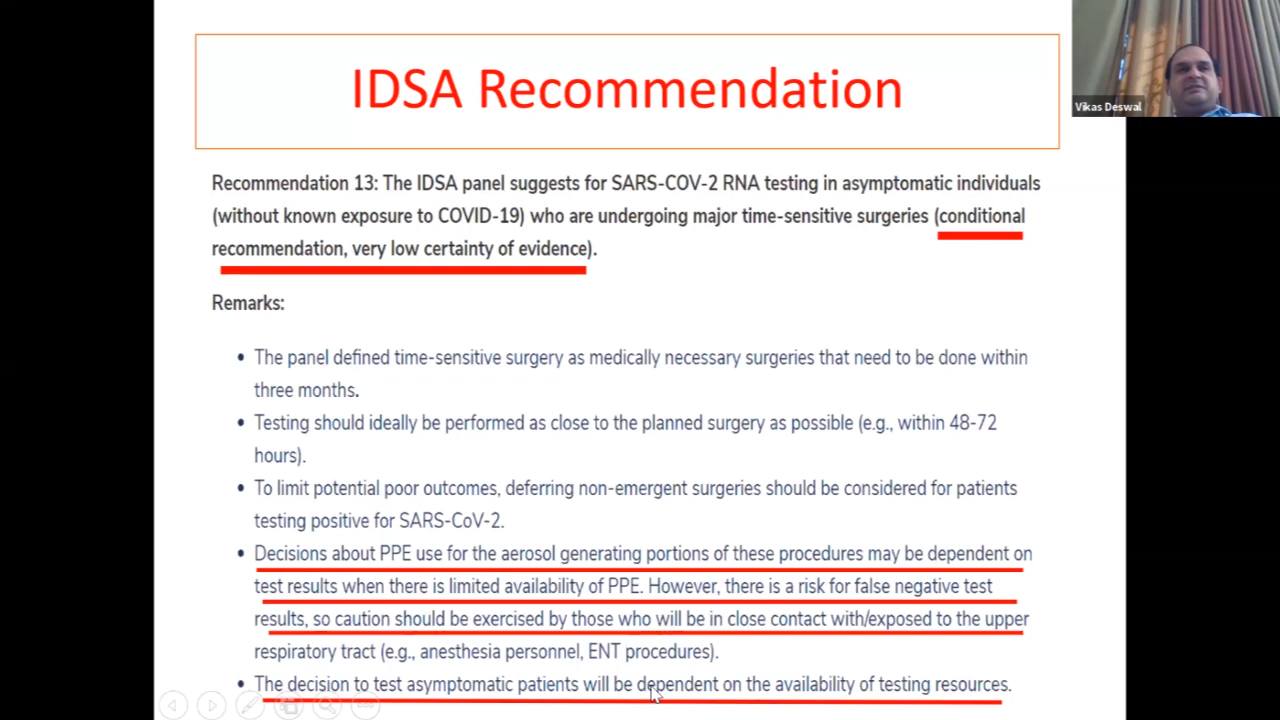 IDSA Recommendation
Vikas Deswal
Recommendation 13: The IDSA panel suggests for SARS-COV-2 RNA testing in asymptomatic individuals
(without known exposure to COVID-19) who are undergoing major time-sensitive surgeries (conditional
recommendation, very low certainty of evidence).
Remarks:
• The panel defined time-sensitive surgery as medically necessary surgeries that need to be done within
three months.
• Testing should ideally be performed as close to the planned surgery as possible (e.g., within 48-72
hours).
• To limit potential poor outcomes, deferring non-emergent surgeries should be considered for patients
testing positive for SARS-CoV-2.
• Decisions about PPE use for the aerosol generating portions of these procedures may be dependent on
test results when there is limited availability of PPE. However, there is a risk for false negative test
results, so caution should be exercised by those who will be in close contact with/exposed to the upper
respiratory tract (e.g., anesthesia personnel, ENT procedures).
• The decision to test asymptomatic patients will be dependent on the availability of testing resources.